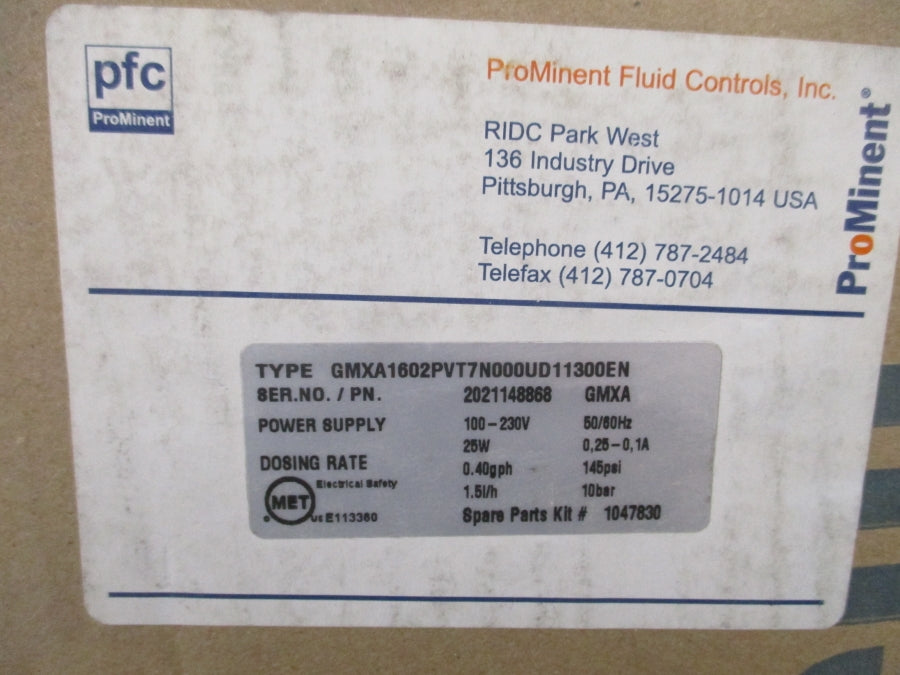 pfc
ProMinent
ProMinent Fluid Controls, Inc.
RIDC Park West
136 Industry Drive
Pittsburgh, PA, 15275-1014 USA
Telephone (412) 787-2484
Telefax (412) 787-0704
ProMinent®
TYPE GMXA1602PVT7N000UD11300EN
SER.NO. / PN. 2021148868 GMXA
POWER SUPPLY 100-230V 50/60Hz
25W 0,25-0,1A
DOSING RATE 0.40gph 145psi
Electrical Safety
1.5l/h 10bar
MET
c us E113360
Spare Parts Kit # 1047830